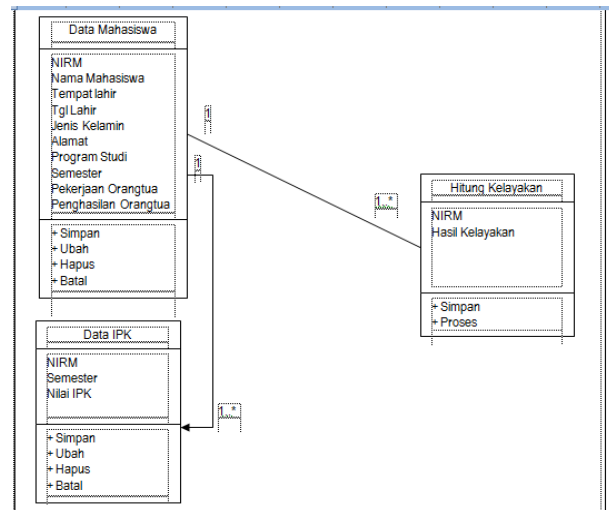 Data Mahasiswa
NIRM
Nama Mahasiswa
Tempat lahir
Tgl Lahir
Jenis Kelamin
Alamat
Program Studi
Semester
Pekerjaan Orangtua
Penghasilan Orangtua
+ Simpan
+ Ubah
+ Hapus
+ Batal
1
1
1..*
Hitung Kelayakan
NIRM
Hasil Kelayakan
+ Simpan
+ Proses
Data IPK
NIRM
Semester
Nilai IPK
+ Simpan
+ Ubah
+ Hapus
+ Batal
1..*